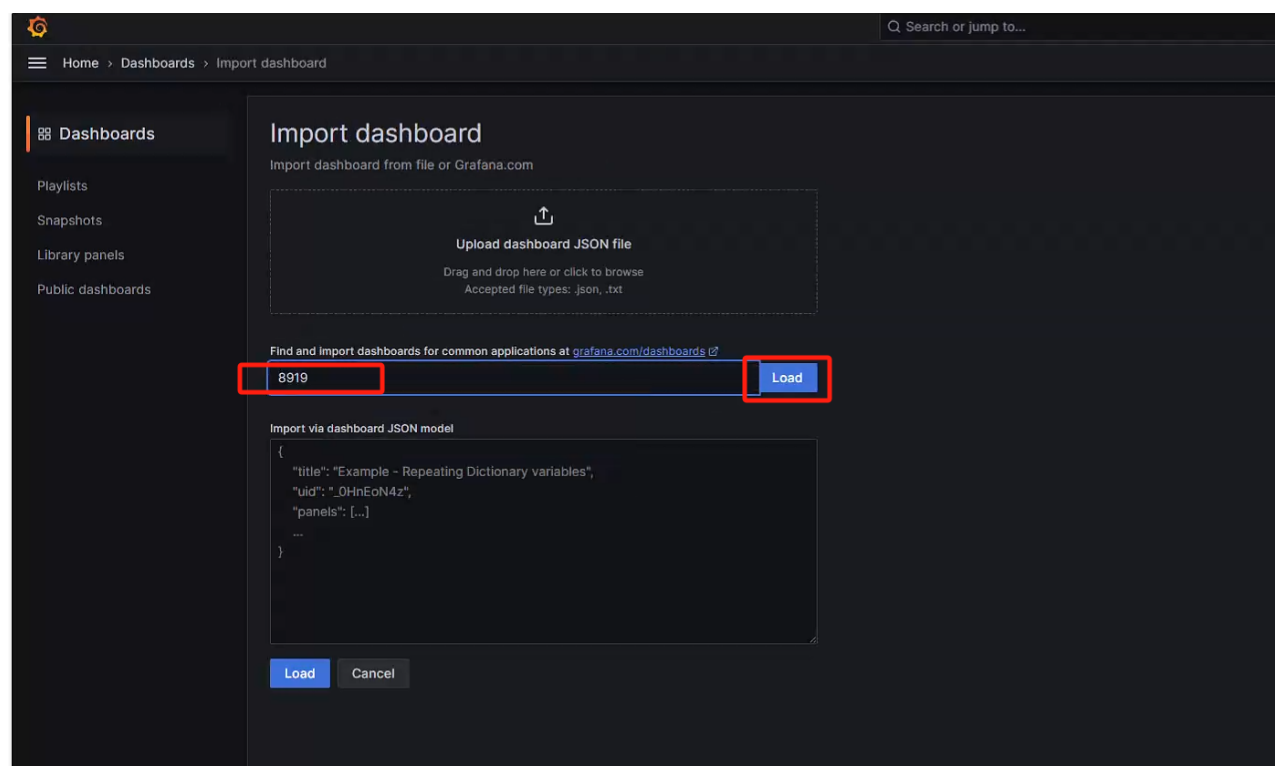 Search or jump to...
Home › Dashboards › Import dashboard
Dashboards
Playlists
Snapshots
Library panels
Public dashboards
Import dashboard
Import dashboard from file or Grafana.com
Upload dashboard JSON file
Drag and drop here or click to browse
Accepted file types: .json, .txt
Find and import dashboards for common applications at grafana.com/dashboards
8919 Load
Import via dashboard JSON model
{
"title": "Example - Repeating Dictionary variables",
"uid": "_0HnEoN4z",
"panels": [...]
...
}
Load Cancel